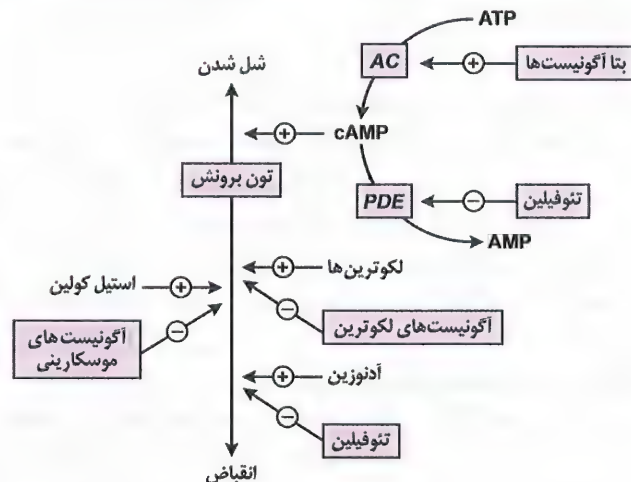 ATP
شل شدن
AC
+
بتا آگونیست‌ها
+
cAMP
تون برونش
PDE
−
تئوفیلین
AMP
لکوترین‌ها
+
استیل کولین
+
آگونیست‌های
موسکارینی
−
−
آگونیست‌های لکوترین
آدنوزین
+
−
تئوفیلین
انقباض